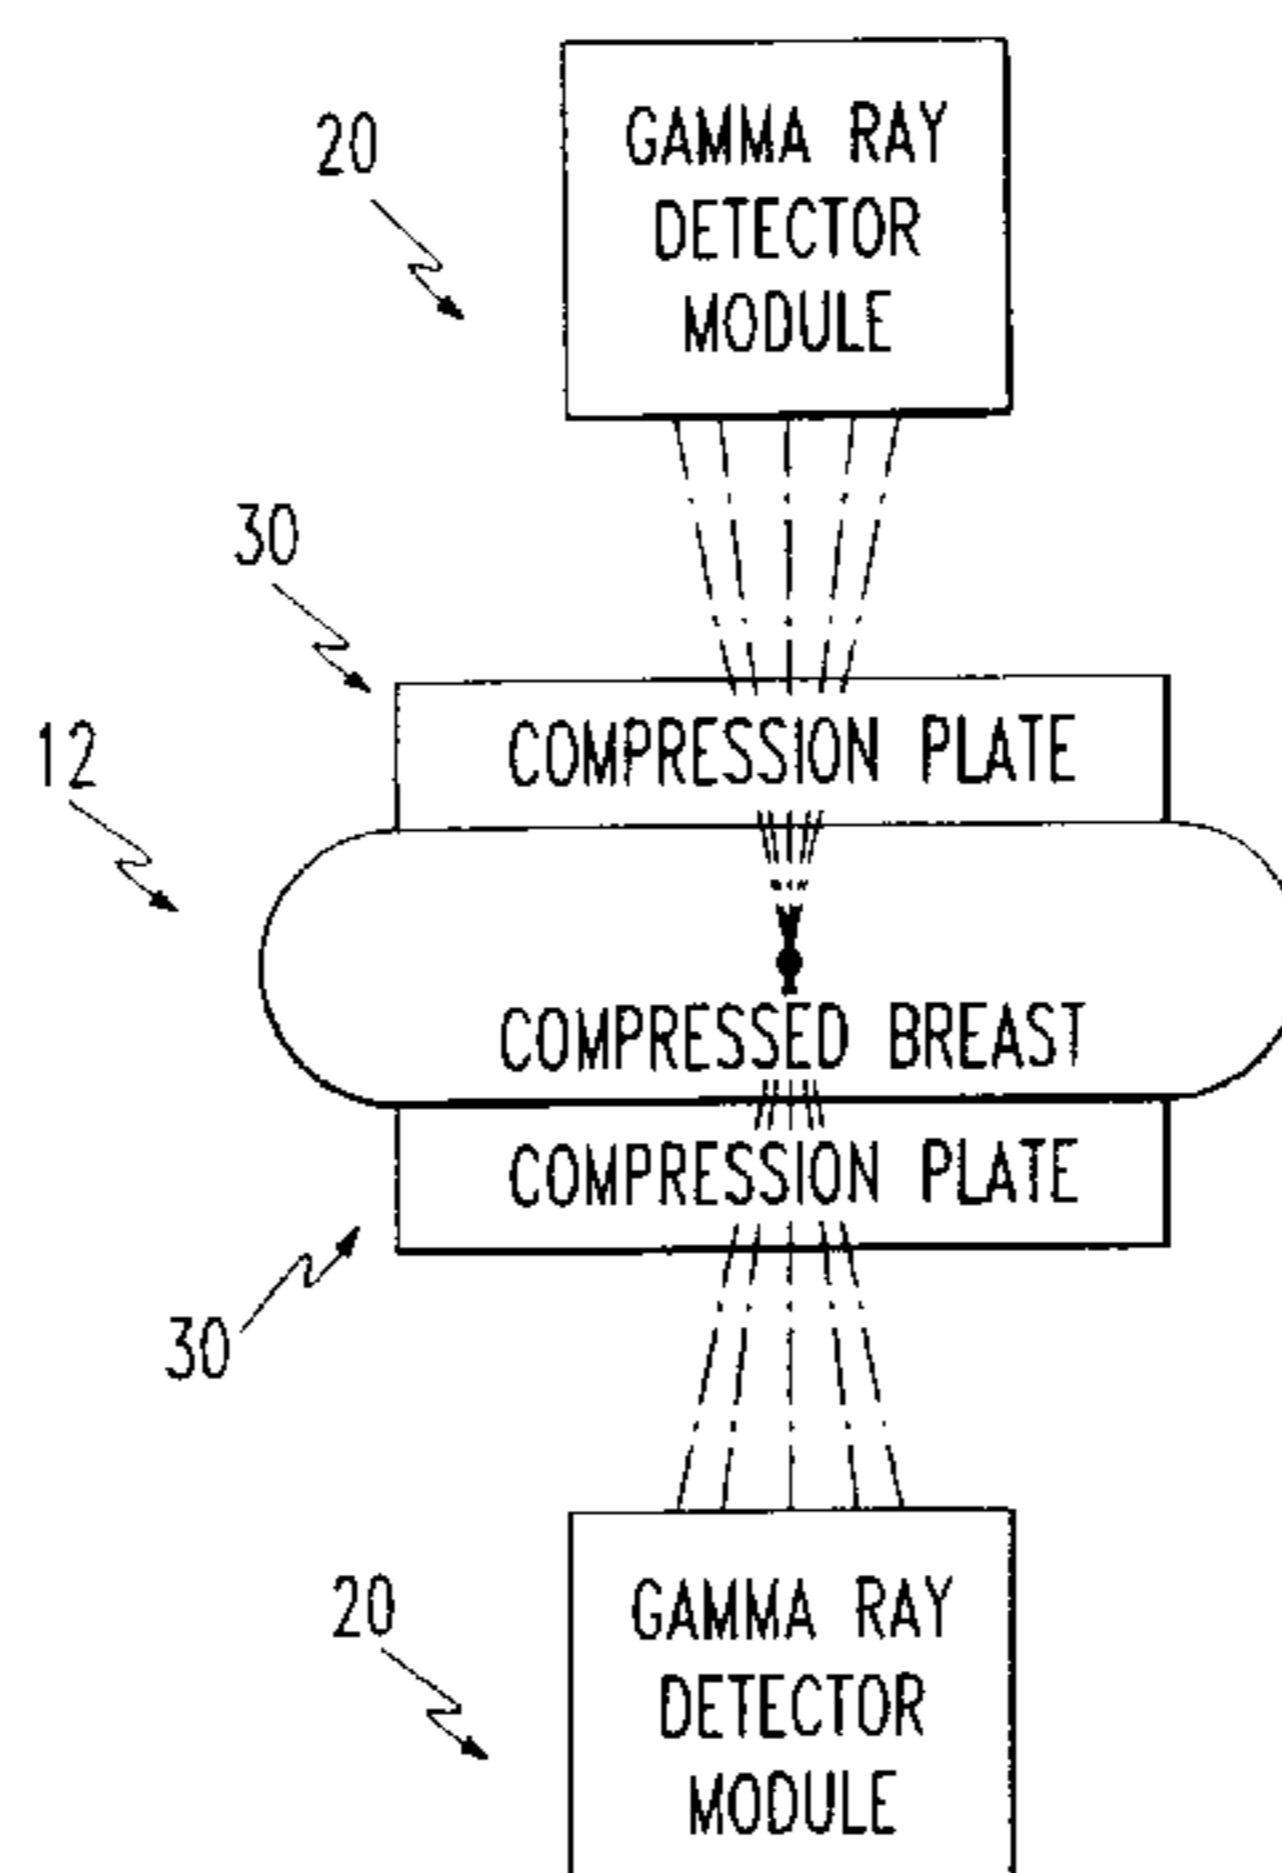 20
GAMMA RAY
DETECTOR
MODULE
30
12
COMPRESSION PLATE
COMPRESSED BREAST
COMPRESSION PLATE
30
20
GAMMA RAY
DETECTOR
MODULE